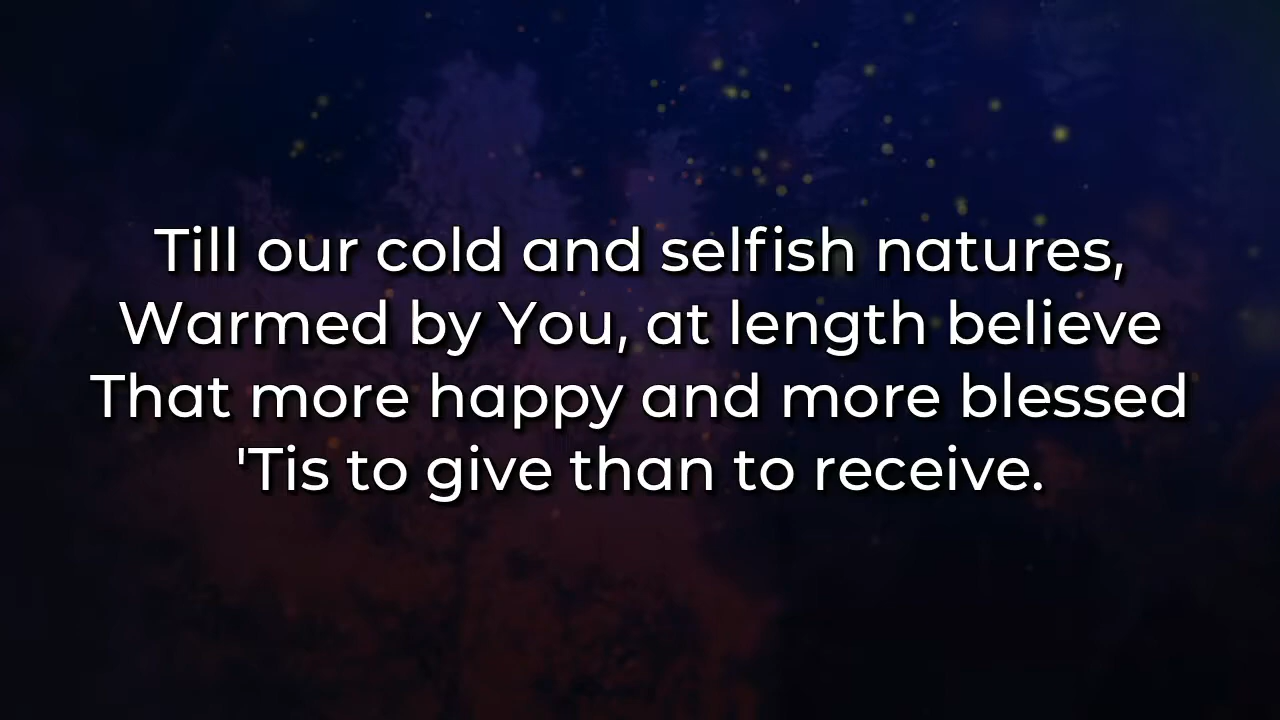 Till our cold and selfish natures,
Warmed by You, at length believe
That more happy and more blessed
'Tis to give than to receive.